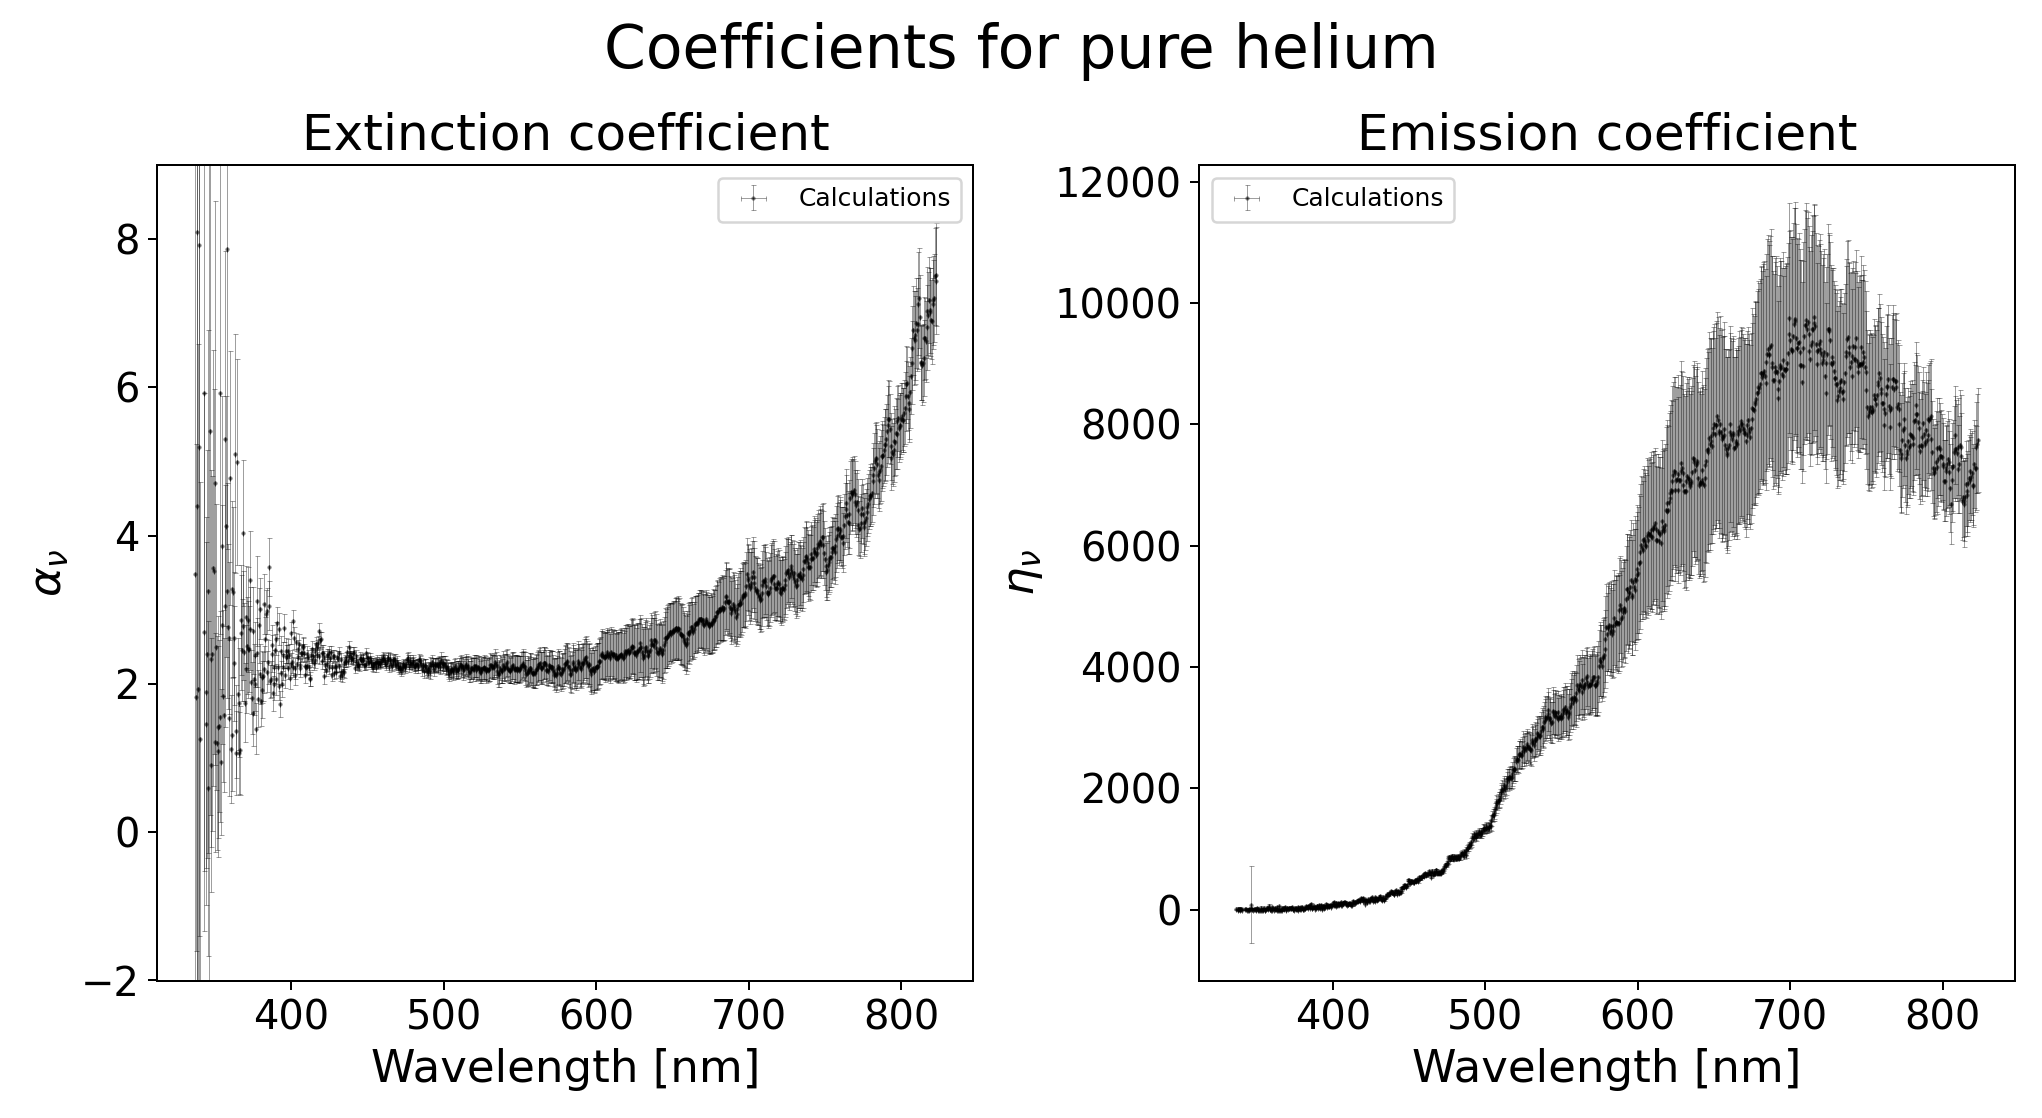 Coefficients for pure helium
Extinction coefficient
Calculations
8
6
4
2
0
−2
αν
400 500 600 700 800
Wavelength [nm]
Emission coefficient
Calculations
12000
10000
8000
6000
4000
2000
0
ην
400 500 600 700 800
Wavelength [nm]